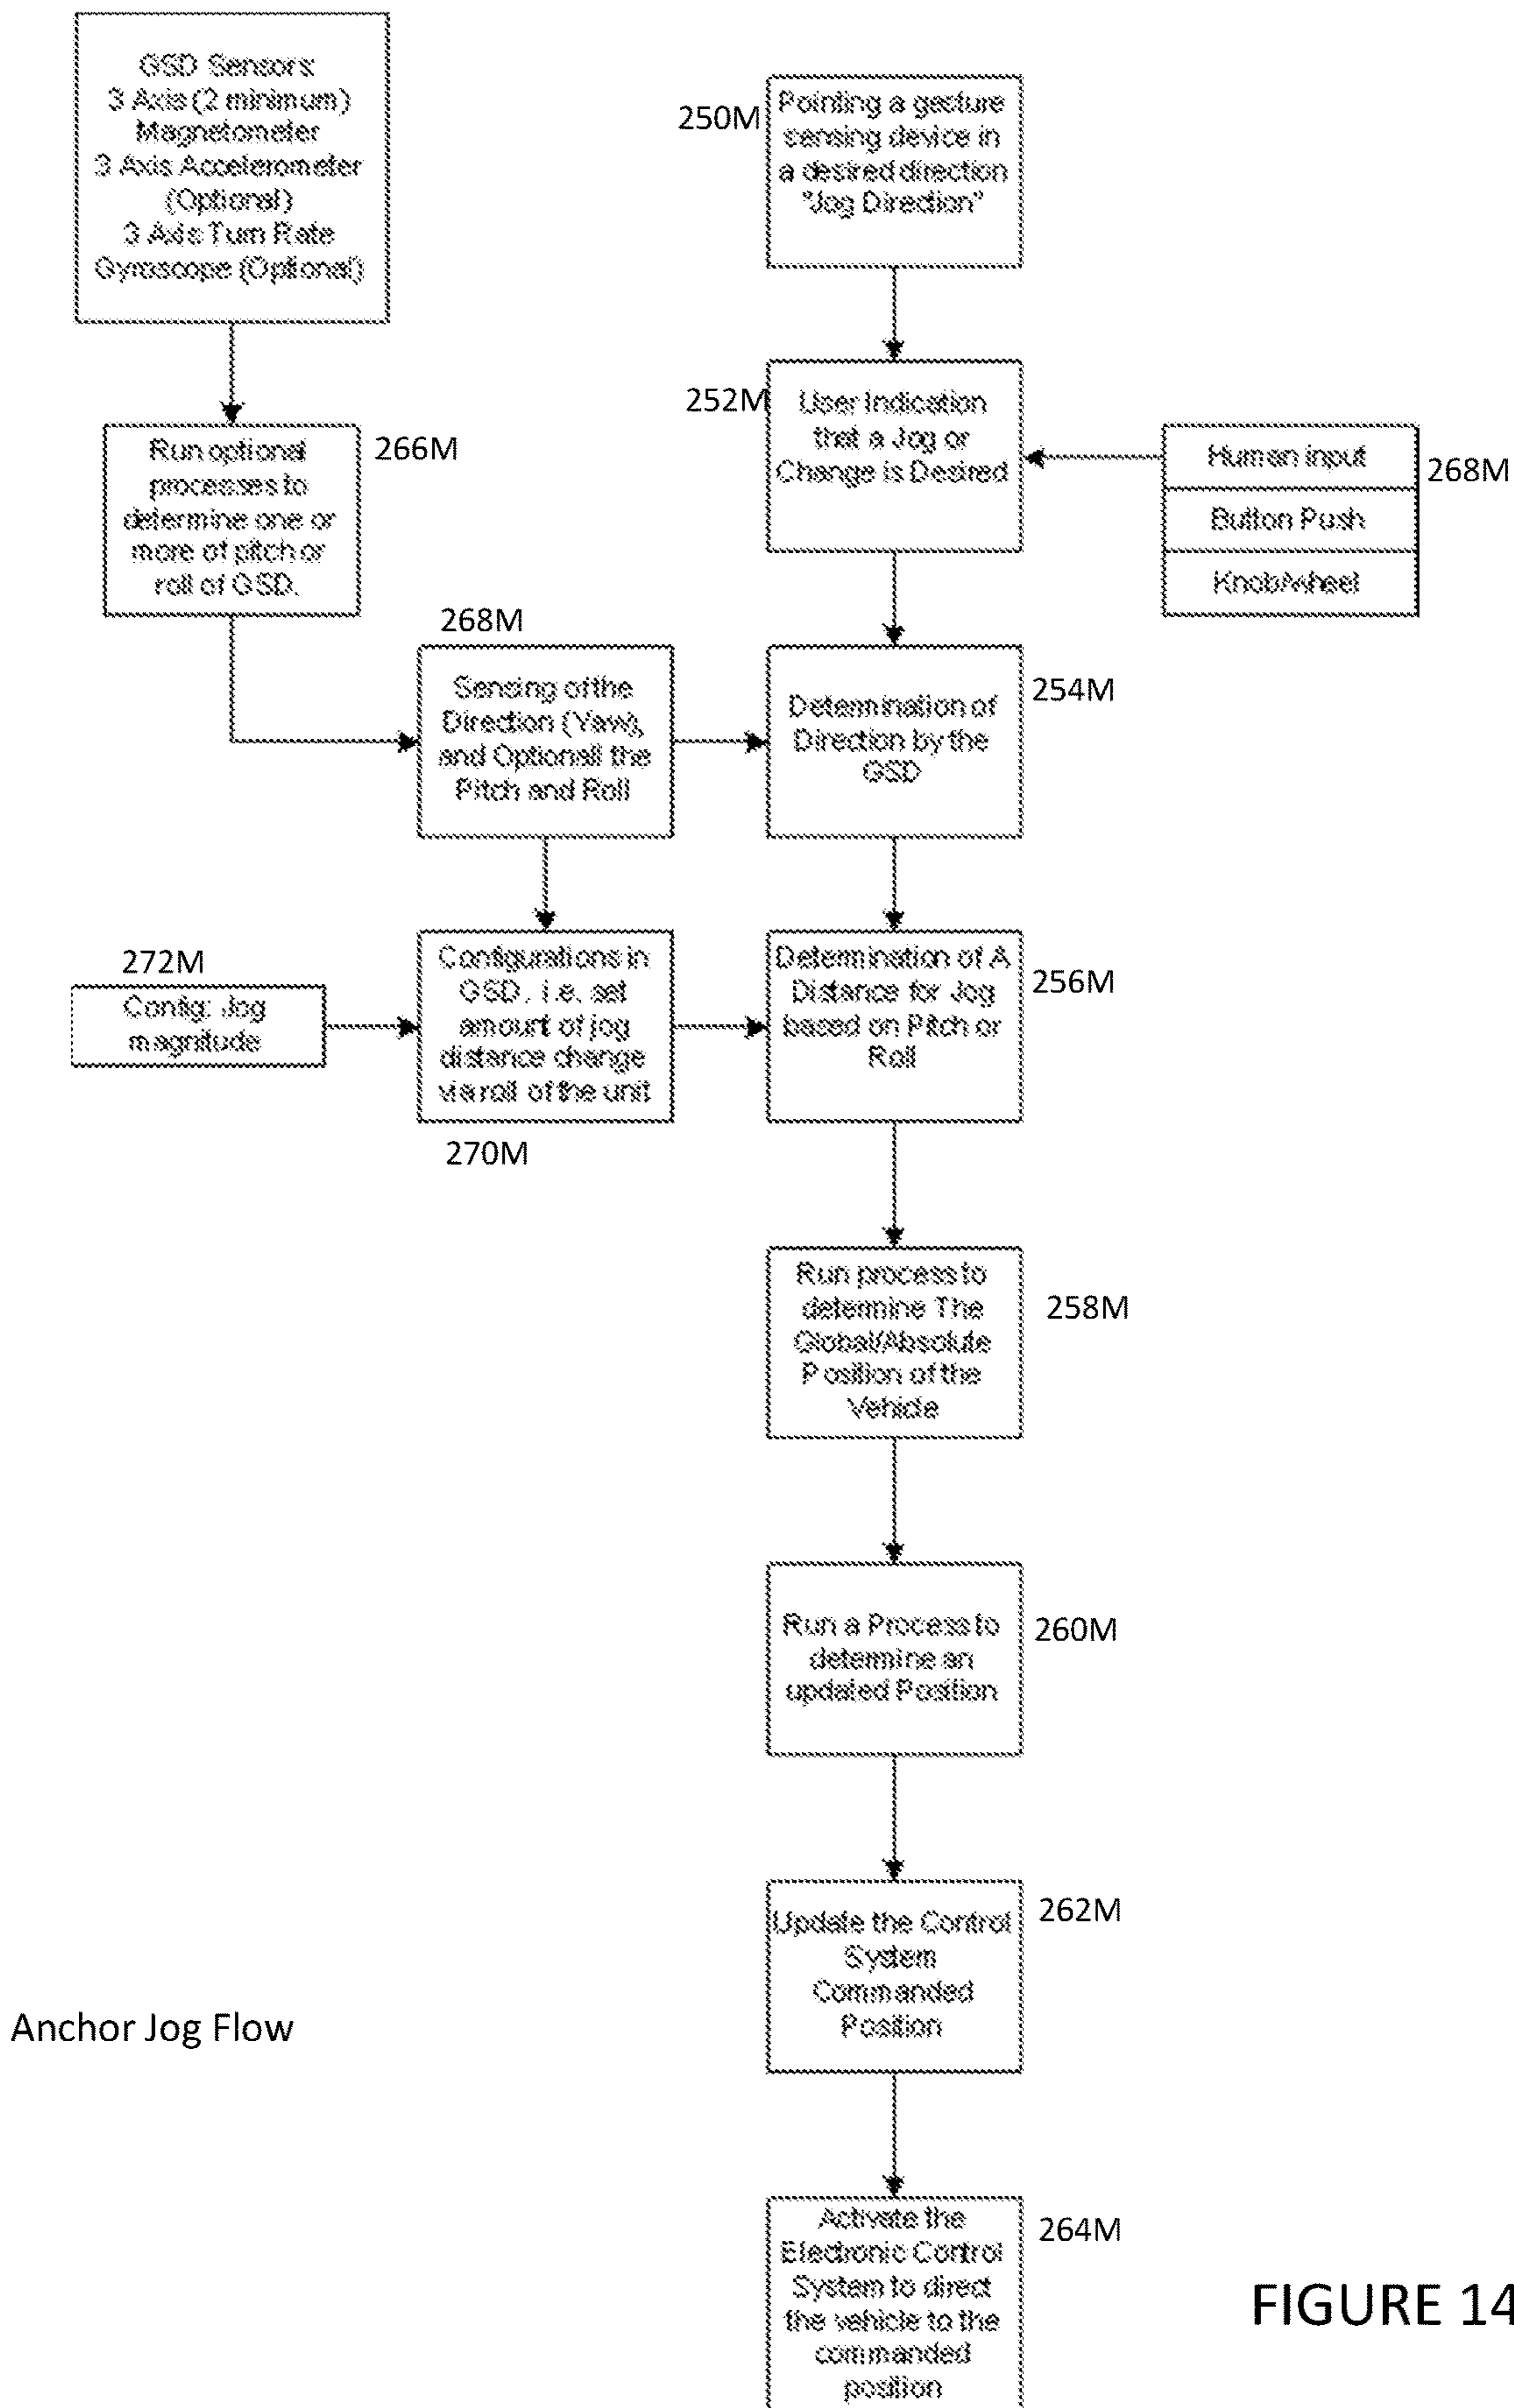 GSD Sensors
3 Axis (2 minimum)
Magnetometer
3 Axis Accelerometer
(Optional)
3 Axis Turn Rate
Gyroscope (Optional)
250M
Pointing a gesture
sensing device in
a desired direction
"Jog Direction"
252M
User Indication
that a Jog or
Change is Desired
Human input
Button Push
Knob/wheel
268M
Run optional
processes to
determine one or
more of pitch or
roll of GSD.
266M
268M
Sensing of the
Direction (Yaw),
and Optionall the
Pitch and Roll
Determination of
Direction by the
GSD
254M
272M
Config: Jog
magnitude
Configurations in
GSD, i.e. set
amount of jog
distance change
via roll of the unit
270M
Determination of A
Distance for Jog
based on Pitch or
Roll
256M
Run process to
determine The
Global/Absolute
Position of the
Vehicle
258M
Run a Process to
determine an
updated Position
260M
Update the Control
System
Commanded
Position
262M
Anchor Jog Flow
Activate the
Electronic Control
System to direct
the vehicle to the
commanded
position
264M
FIGURE 14